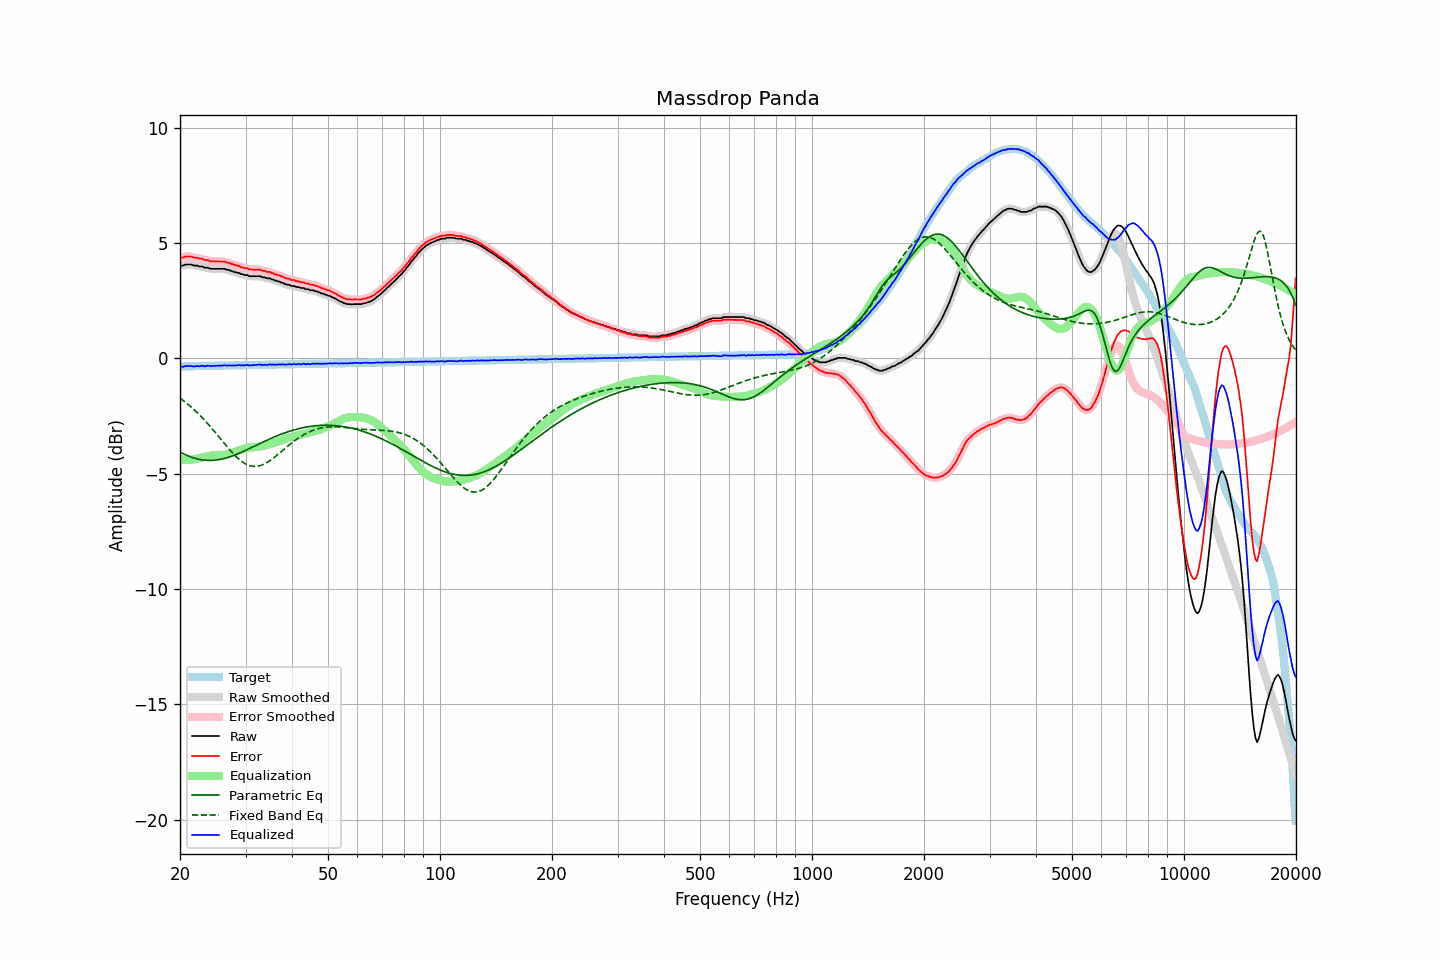 Massdrop Panda
10
5
0
−5
−10
−15
−20
Amplitude (dBr)
Target
Raw Smoothed
Error Smoothed
Raw
Error
Equalization
Parametric Eq
Fixed Band Eq
Equalized
20 50 100 200 500 1000 2000 5000 10000 20000
Frequency (Hz)